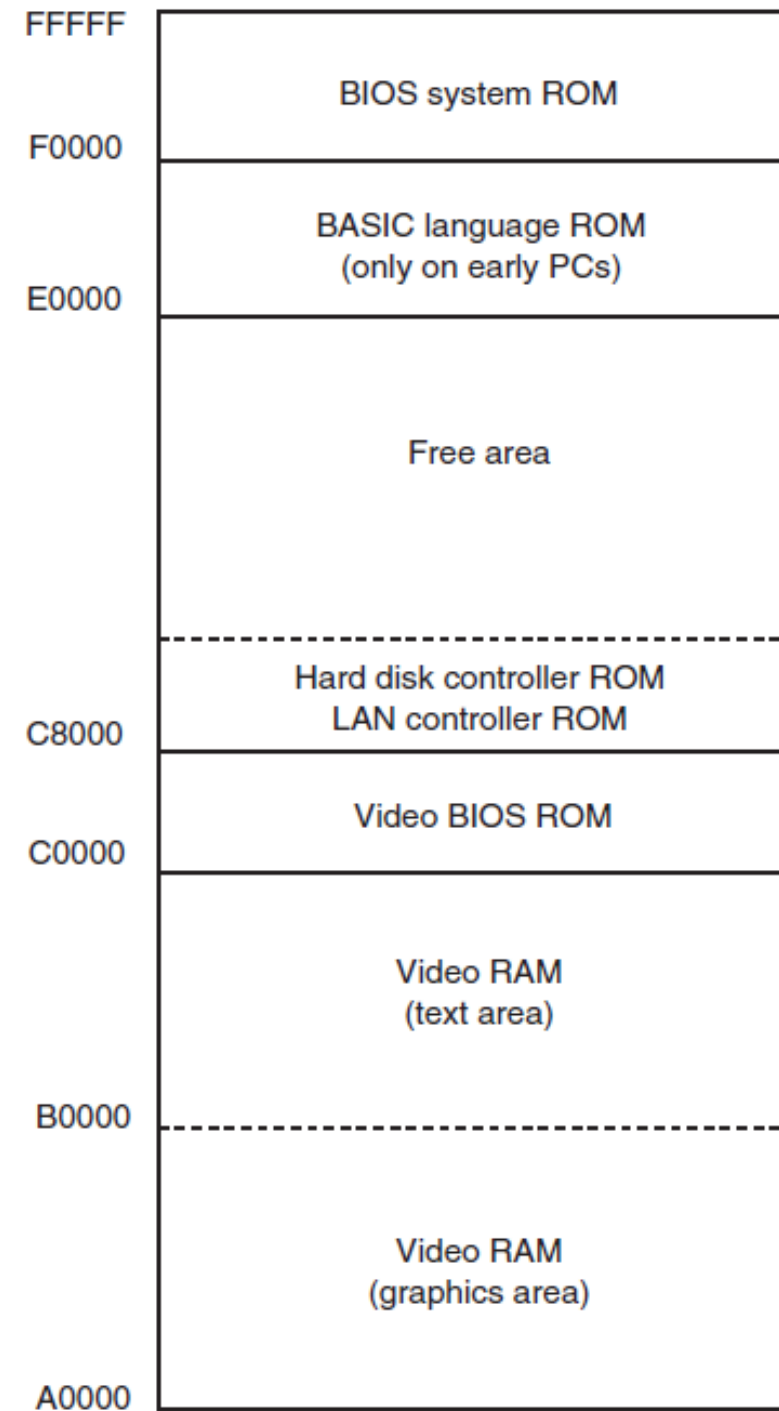 FFFFF
BIOS system ROM
F0000
BASIC language ROM
(only on early PCs)
E0000
Free area
Hard disk controller ROM
LAN controller ROM
C8000
Video BIOS ROM
C0000
Video RAM
(text area)
B0000
Video RAM
(graphics area)
A0000